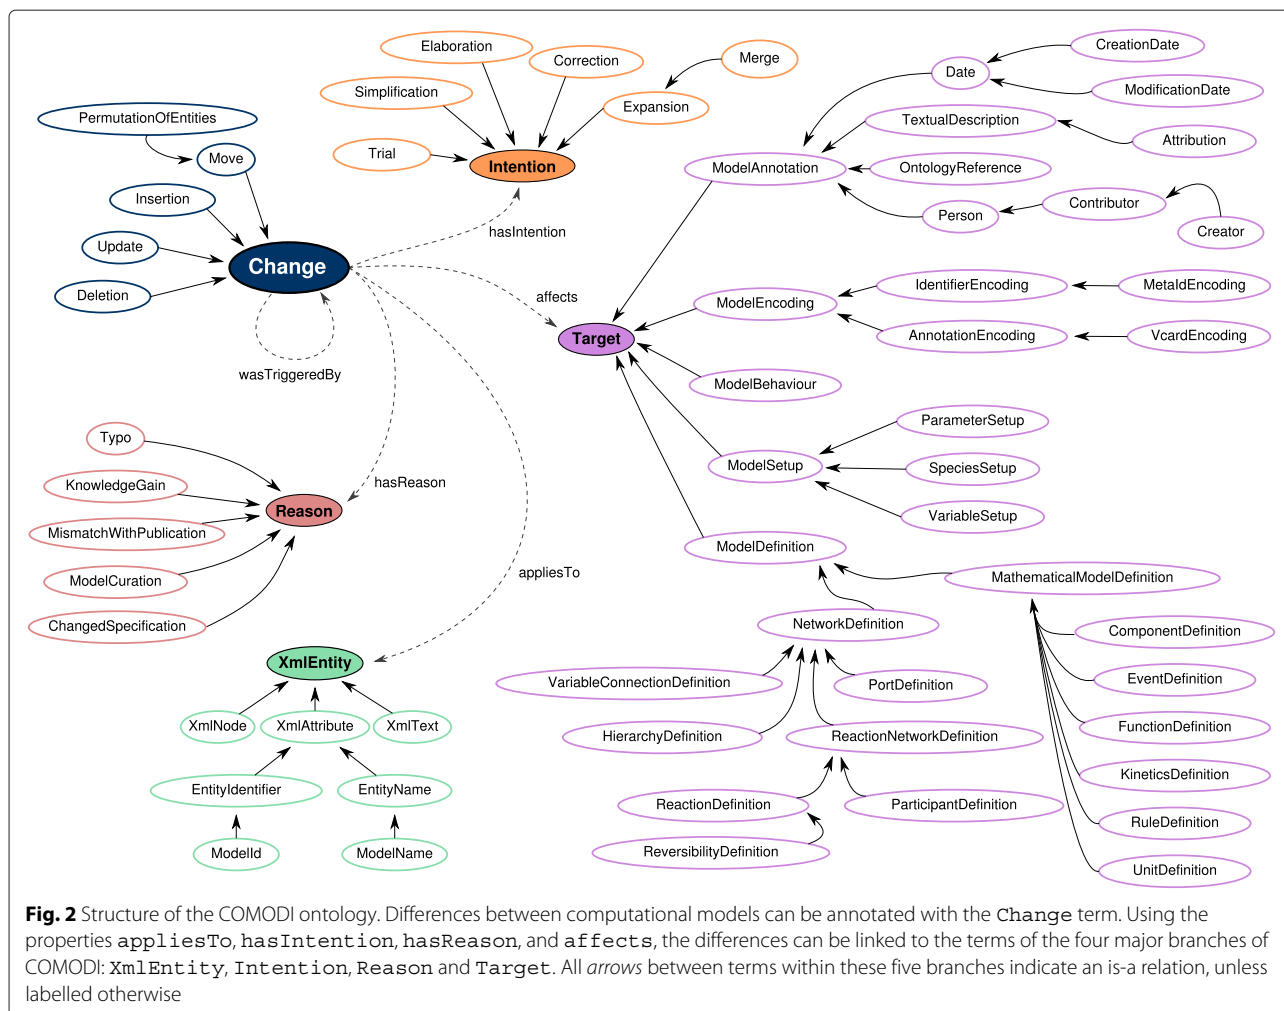 Elaboration
Correction
Merge
Simplification
Expansion
Trial
Intention
PermutationOfEntities
Move
Insertion
Update
Deletion
Change
hasIntention
affects
wasTriggeredBy
hasReason
appliesTo
CreationDate
Date
ModificationDate
TextualDescription
Attribution
ModelAnnotation
OntologyReference
Person
Contributor
Creator
IdentifierEncoding
MetaIdEncoding
ModelEncoding
AnnotationEncoding
VcardEncoding
Target
ModelBehaviour
ParameterSetup
ModelSetup
SpeciesSetup
VariableSetup
ModelDefinition
MathematicalModelDefinition
NetworkDefinition
ComponentDefinition
VariableConnectionDefinition
PortDefinition
EventDefinition
HierarchyDefinition
ReactionNetworkDefinition
FunctionDefinition
KineticsDefinition
ReactionDefinition
ParticipantDefinition
RuleDefinition
ReversibilityDefinition
UnitDefinition
Typo
KnowledgeGain
Reason
MismatchWithPublication
ModelCuration
ChangedSpecification
XmlEntity
XmlNode
XmlAttribute
XmlText
EntityIdentifier
EntityName
ModelId
ModelName
Fig. 2 Structure of the COMODI ontology. Differences between computational models can be annotated with the Change term. Using the
properties appliesTo, hasIntention, hasReason, and affects, the differences can be linked to the terms of the four major branches of
COMODI: XmlEntity, Intention, Reason and Target. All arrows between terms within these five branches indicate an is-a relation, unless
labelled otherwise